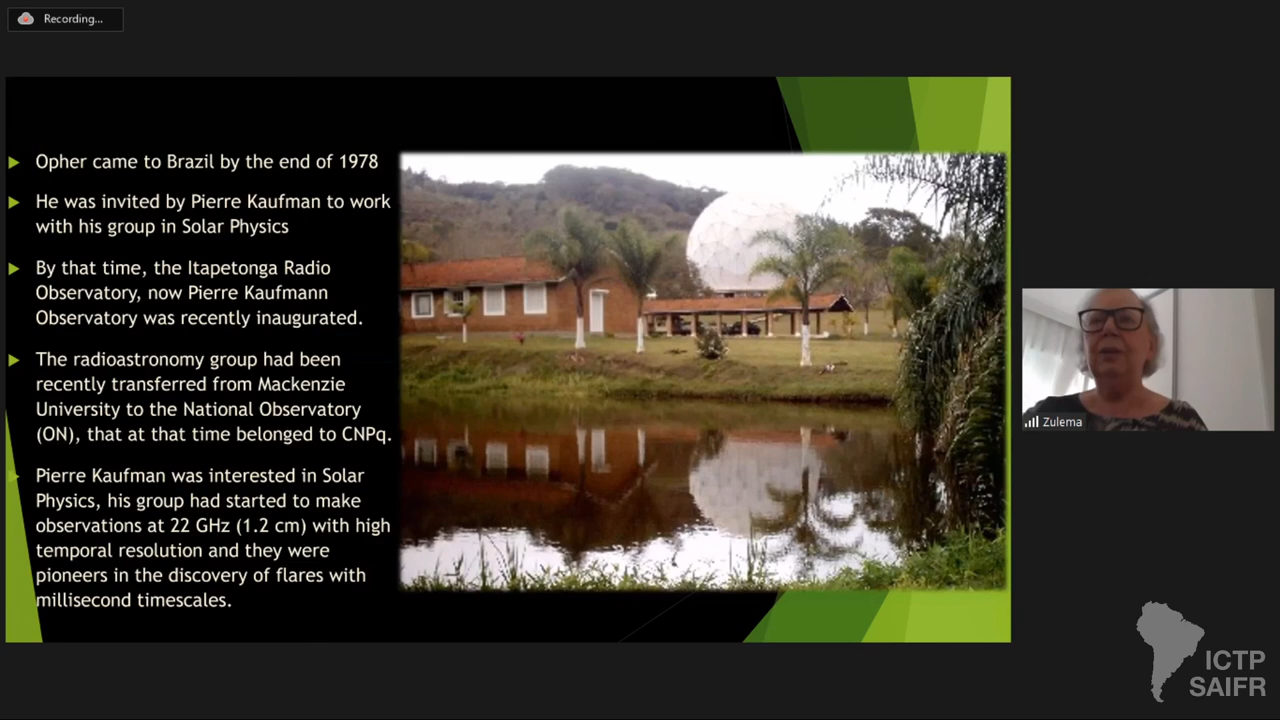 Recording...
Opher came to Brazil by the end of 1978
He was invited by Pierre Kaufman to work
with his group in Solar Physics
By that time, the Itapetonga Radio
Observatory, now Pierre Kaufmann
Observatory was recently inaugurated.
The radioastronomy group had been
recently transferred from Mackenzie
University to the National Observatory
(ON), that at that time belonged to CNPq.
Pierre Kaufman was interested in Solar
Physics, his group had started to make
observations at 22 GHz (1.2 cm) with high
temporal resolution and they were
pioneers in the discovery of flares with
millisecond timescales.
Zulema
ICTP
SAIFR